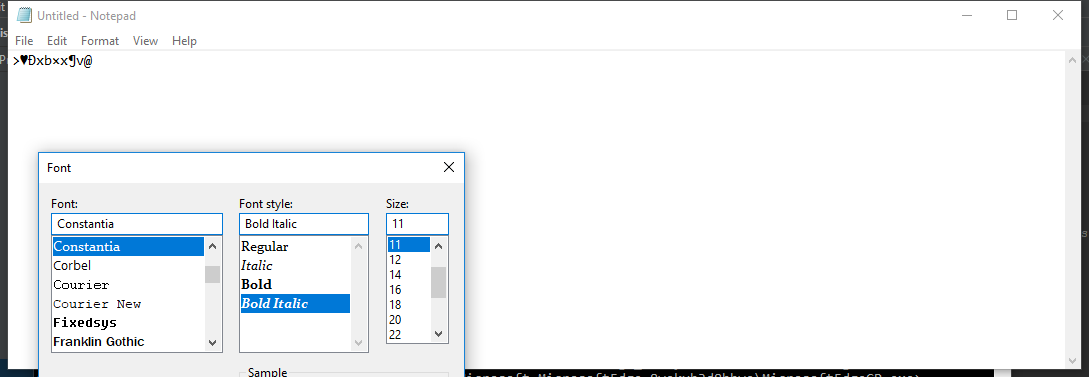 Untitled - Notepad
File Edit Format View Help
>♥Ðxb×x¶v@
Font
Font: Font style: Size:
Constantia Bold Italic 11
Constantia Regular 11
Corbel Italic 12
Courier Bold 14
Courier New Bold Italic 16
Fixedsys 18
Franklin Gothic 20
22
Sample